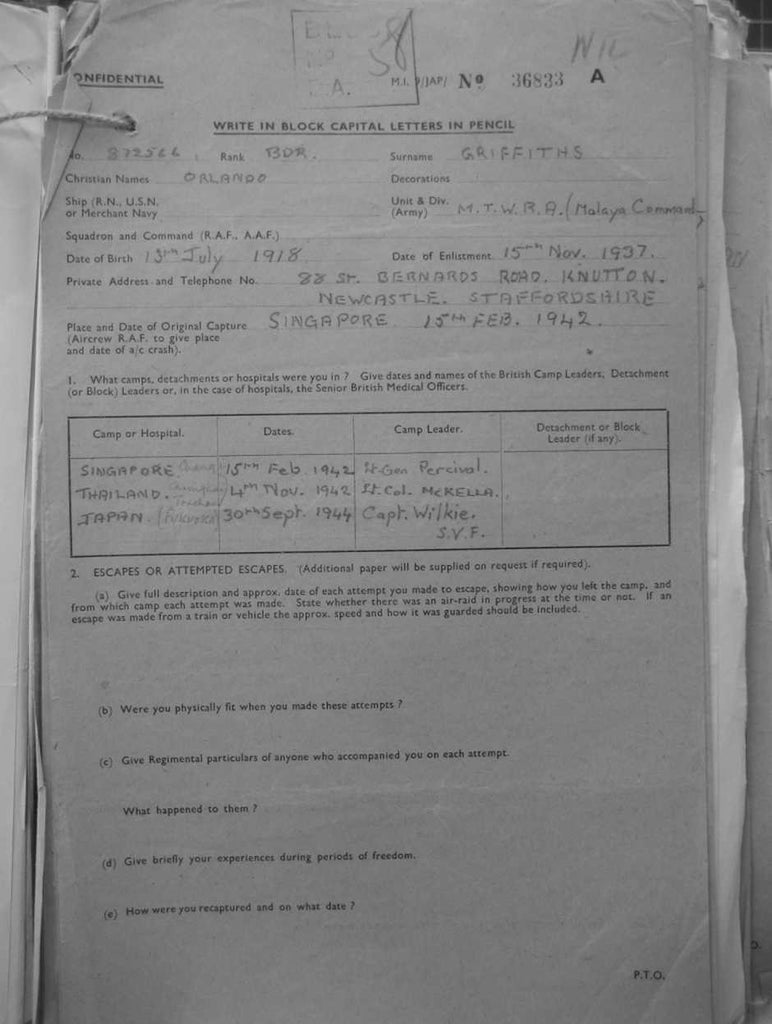 CONFIDENTIAL
M.I. 9/JAP/ No 36833 A
NIL
WRITE IN BLOCK CAPITAL LETTERS IN PENCIL
No. 872566 Rank BDR. Surname GRIFFITHS
Christian Names ORLANDO Decorations
Ship (R.N., U.S.N. or Merchant Navy Unit & Div. (Army) M.T.W.R.A. (Malaya Command)
Squadron and Command (R.A.F., A.A.F.)
Date of Birth 13TH July 1918 Date of Enlistment 15TH Nov. 1937.
Private Address and Telephone No. 88 ST. BERNARDS ROAD. KNUTTON.
NEWCASTLE. STAFFORDSHIRE
Place and Date of Original Capture SINGAPORE 15TH FEB. 1942.
(Aircrew R.A.F. to give place
and date of a/c crash).
1. What camps, detachments or hospitals were you in ? Give dates and names of the British Camp Leaders, Detachment
(or Block) Leaders or, in the case of hospitals, the Senior British Medical Officers.
Camp or Hospital. Dates. Camp Leader. Detachment or Block Leader (if any).
SINGAPORE 15TH Feb. 1942 Lt-Gen Percival.
THAILAND. 4TH Nov. 1942 Lt. Col. McKELLA.
JAPAN. (Fukuoka) 30th Sept. 1944 Capt. Wilkie.
S.V.F.
2. ESCAPES OR ATTEMPTED ESCAPES. (Additional paper will be supplied on request if required).
(a) Give full description and approx. date of each attempt you made to escape, showing how you left the camp, and
from which camp each attempt was made. State whether there was an air-raid in progress at the time or not. If an
escape was made from a train or vehicle the approx. speed and how it was guarded should be included.
(b) Were you physically fit when you made these attempts ?
(c) Give Regimental particulars of anyone who accompanied you on each attempt.
What happened to them ?
(d) Give briefly your experiences during periods of freedom.
(e) How were you recaptured and on what date ?
P.T.O.